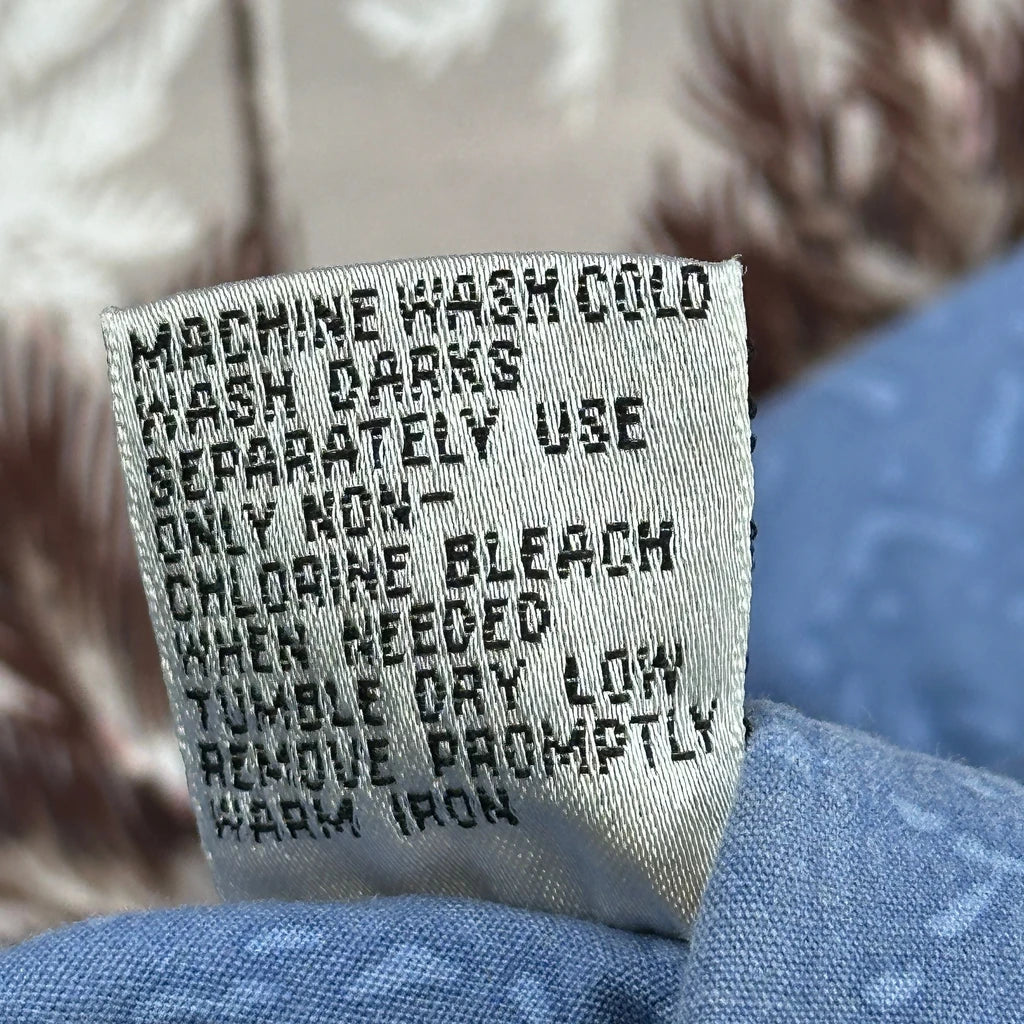 MACHINE WASH COLD
WASH DARKS
SEPARATELY USE
ONLY NON-
CHLORINE BLEACH
WHEN NEEDED
TUMBLE DRY LOW
REMOVE PROMPTLY
WARM IRON